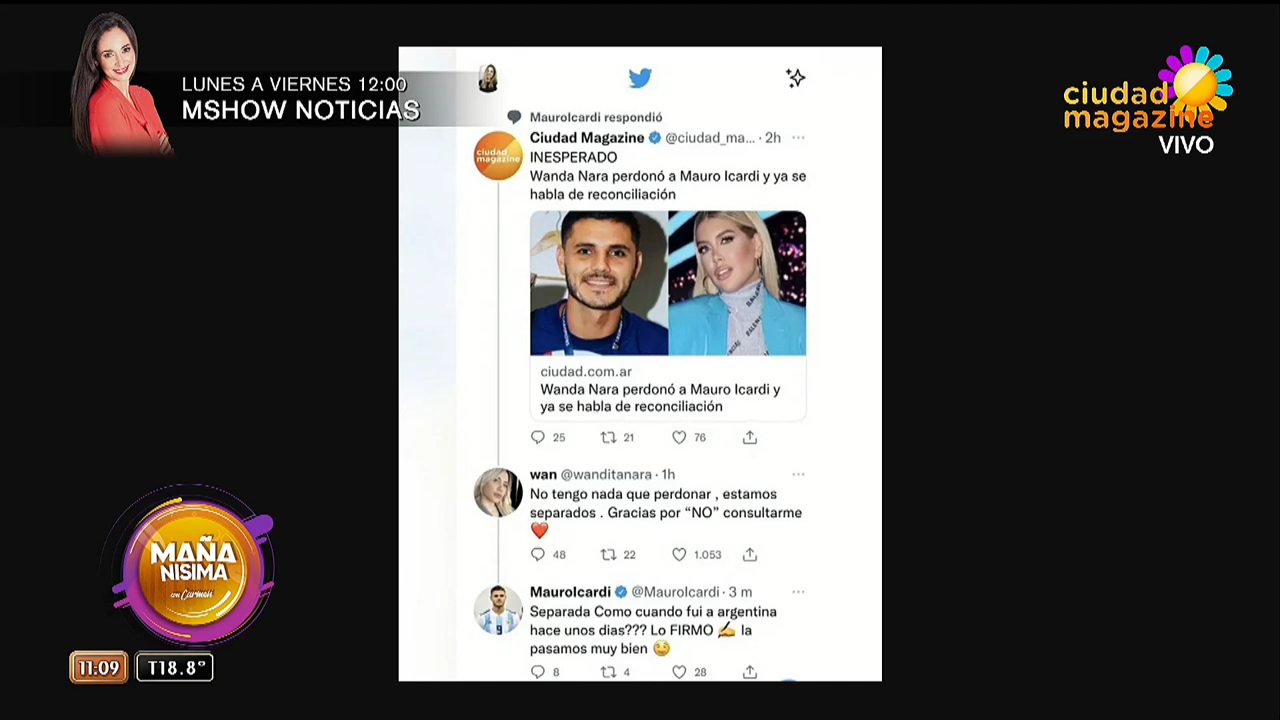 LUNES A VIERNES 12:00
MSHOW NOTICIAS
ciudad
magazine
VIVO
MauroIcardi respondió
Ciudad Magazine @ciudad_ma... · 2h
ciudad
magazine
INESPERADO
Wanda Nara perdonó a Mauro Icardi y ya se
habla de reconciliación
ciudad.com.ar
Wanda Nara perdonó a Mauro Icardi y
ya se habla de reconciliación
25 21 76
wan @wanditanara · 1h
No tengo nada que perdonar , estamos
separados . Gracias por “NO” consultarme
❤️
48 22 1.053
MauroIcardi @MauroIcardi · 3 m
Separada Como cuando fui a argentina
hace unos dias??? Lo FIRMO ✍️ la
pasamos muy bien 😏
8 4 28
MAÑA
NISIMA
con Carmen
11:09 T18.8°